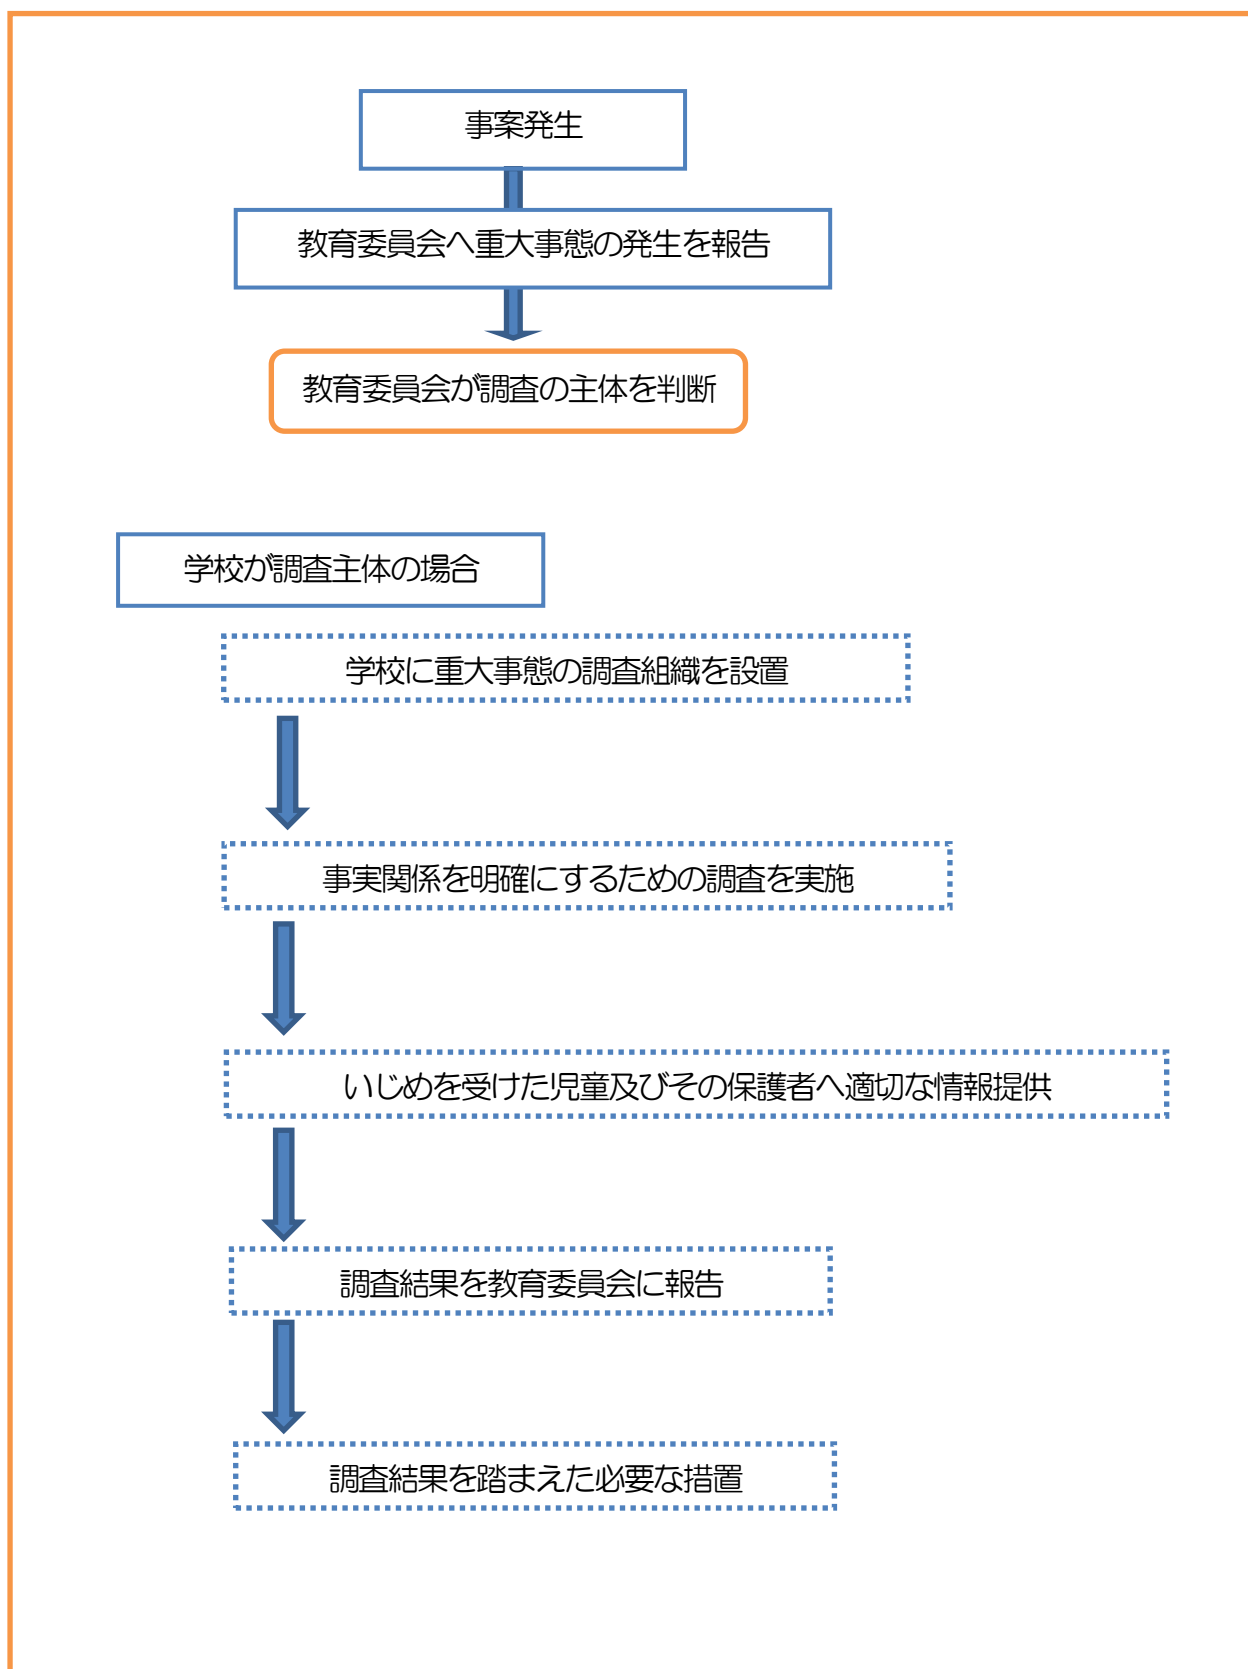 事案発生
教育委員会へ重大事態の発生を報告
教育委員会が調査の主体を判断
学校が調査主体の場合
学校に重大事態の調査組織を設置
事実関係を明確にするための調査を実施
いじめを受けた児童及びその保護者へ適切な情報提供
調査結果を教育委員会に報告
調査結果を踏まえた必要な措置